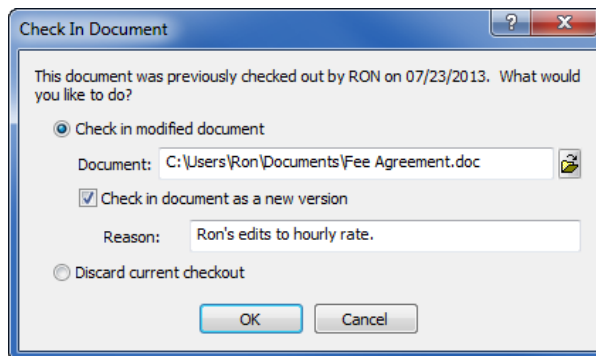 Check In Document
?
This document was previously checked out by RON on 07/23/2013. What would
you like to do?
Check in modified document
Document: C:\Users\Ron\Documents\Fee Agreement.doc
Check in document as a new version
Reason: Ron's edits to hourly rate.
Discard current checkout
OK Cancel